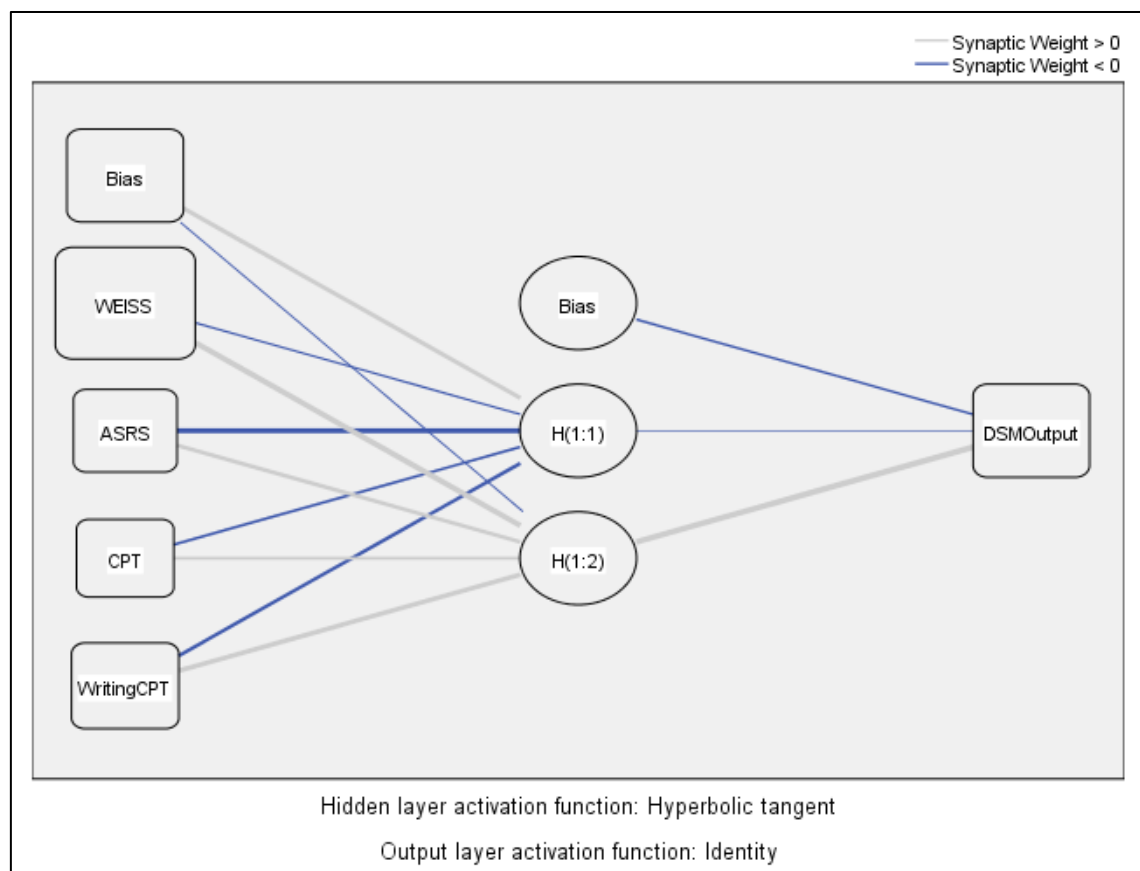 Synaptic Weight > 0
Synaptic Weight < 0
Bias
WEISS
Bias
ASRS
H(1:1)
DSMOutput
CPT
H(1:2)
WritingCPT
Hidden layer activation function: Hyperbolic tangent
Output layer activation function: Identity